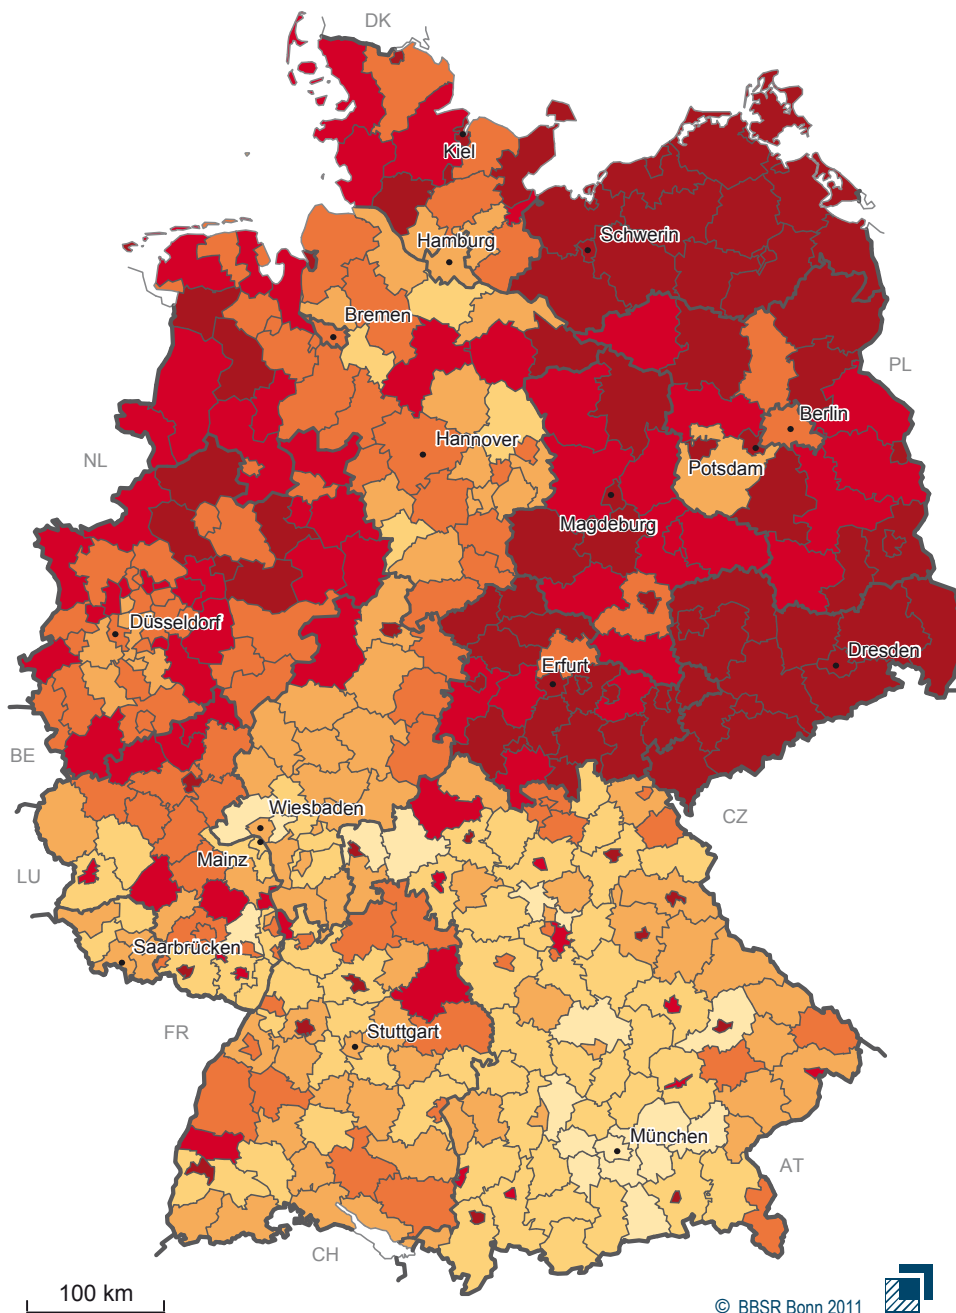 DK
Kiel
Hamburg
Schwerin
Bremen
PL
Berlin
Hannover
NL
Potsdam
Magdeburg
Düsseldorf
Erfurt
Dresden
BE
Wiesbaden
CZ
Mainz
LU
Saarbrücken
FR
Stuttgart
München
AT
CH
100 km
© BBSR Bonn 2011